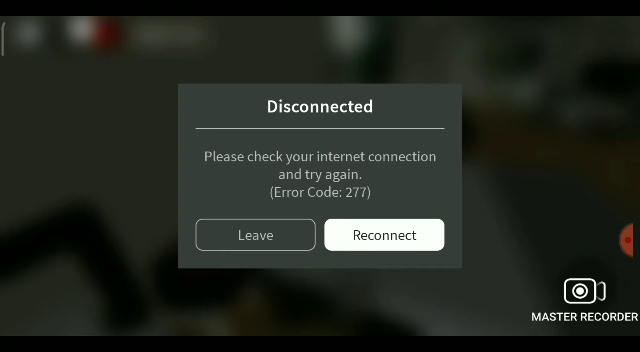 Disconnected
Please check your internet connection
and try again.
(Error Code: 277)
Leave
Reconnect
MASTER RECORDER